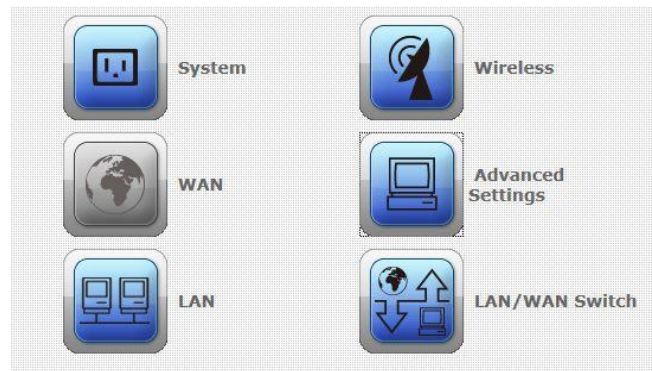 System
Wireless
WAN
Advanced
Settings
LAN
LAN/WAN Switch